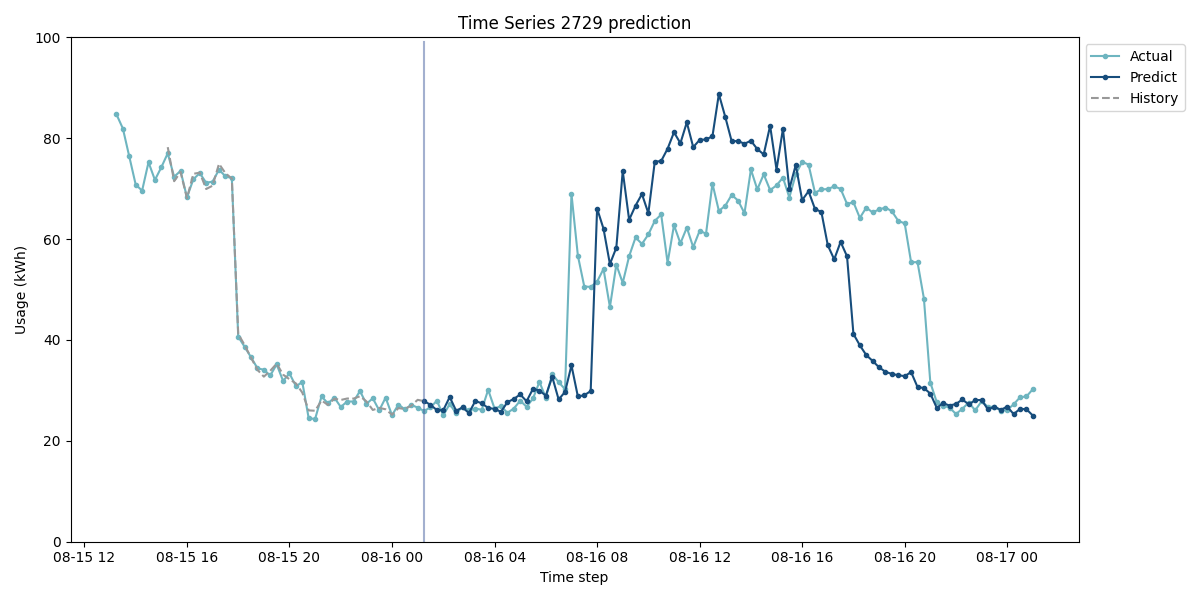 Time Series 2729 prediction
100
80
60
40
20
0
Usage (kWh)
08-15 12
08-15 16
08-15 20
08-16 00
08-16 04
08-16 08
08-16 12
08-16 16
08-16 20
08-17 00
Time step
Actual
Predict
History